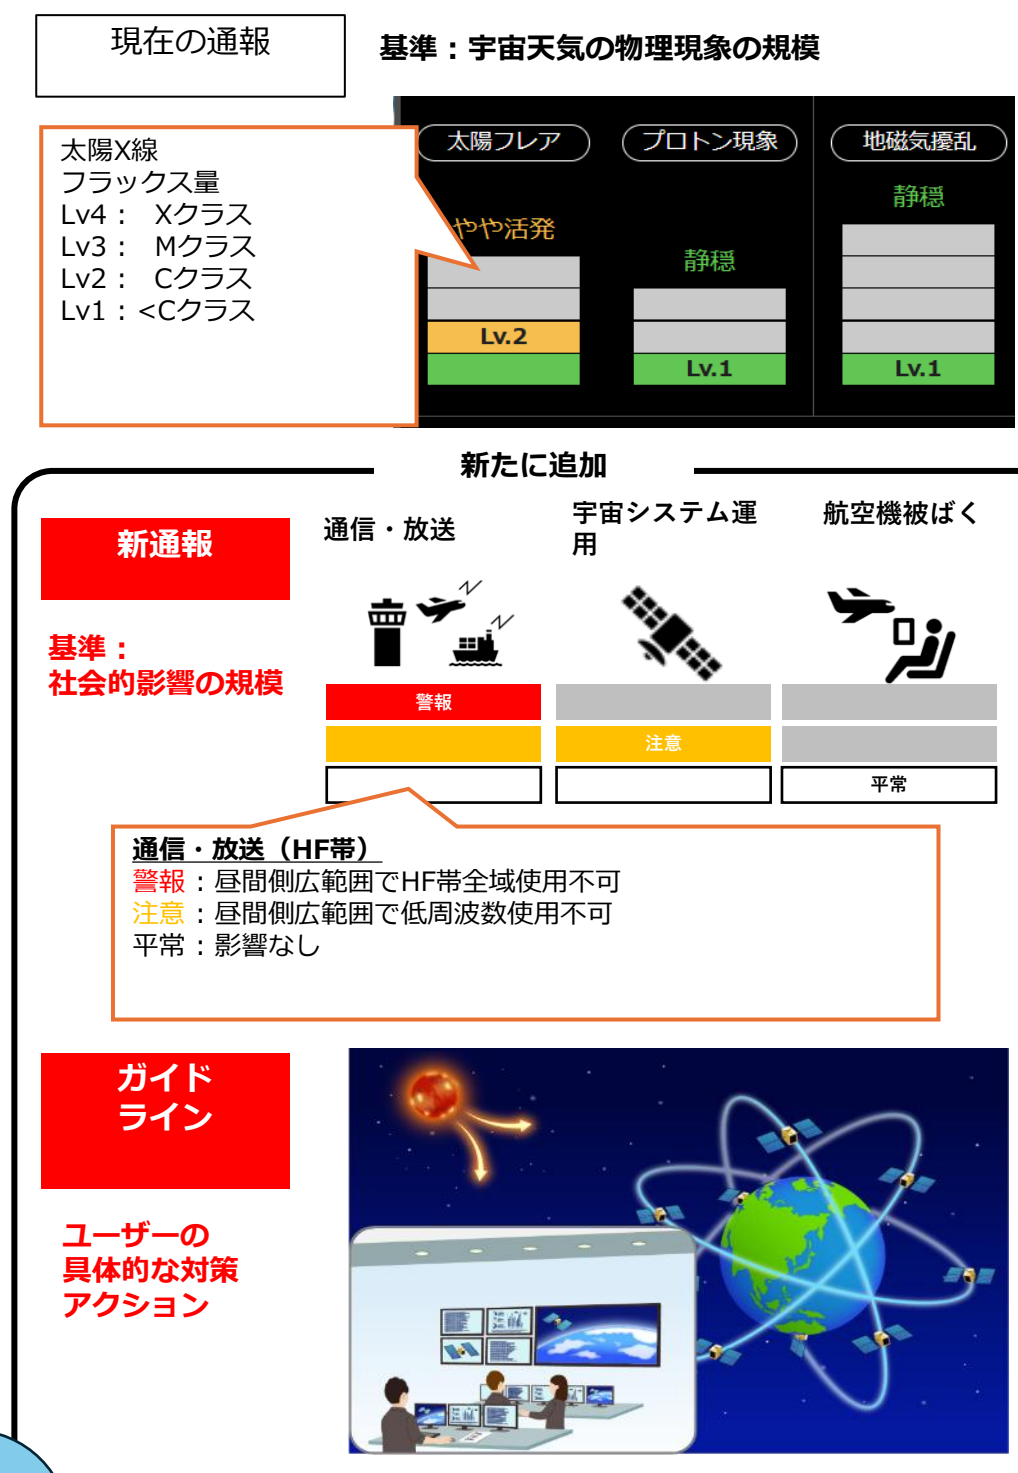 現在の通報
基準：宇宙天気の物理現象の規模
太陽X線
フラックス量
Lv4： Xクラス
Lv3： Mクラス
Lv2： Cクラス
Lv1：<Cクラス
太陽フレア
プロトン現象
地磁気擾乱
やや活発
静穏
静穏
Lv.2
Lv.1
Lv.1
新たに追加
新通報
基準：
社会的影響の規模
通信・放送
宇宙システム運
用
航空機被ばく
警報
注意
平常
通信・放送（HF帯）
警報：昼間側広範囲でHF帯全域使用不可
注意：昼間側広範囲で低周波数使用不可
平常：影響なし
ガイド
ライン
ユーザーの
具体的な対策
アクション